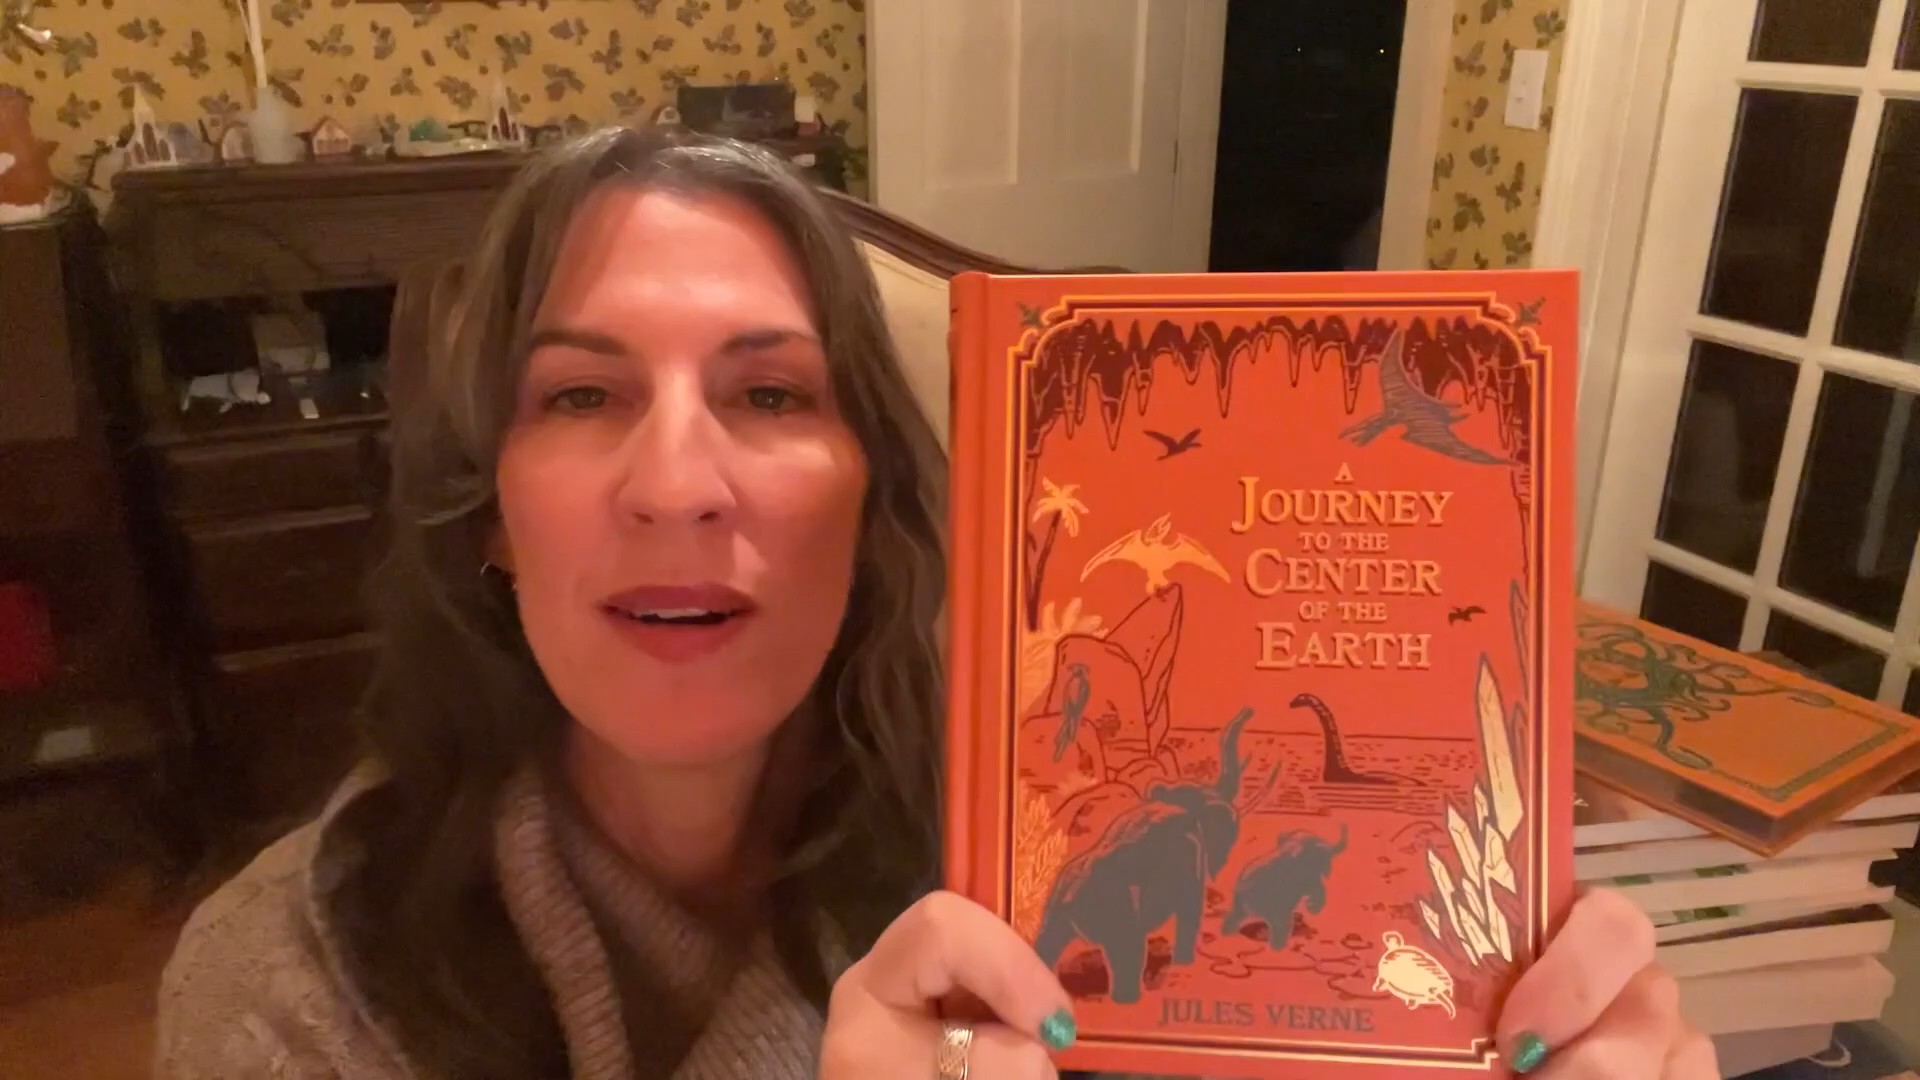 A
JOURNEY
TO THE
CENTER
OF THE
EARTH
JULES VERNE